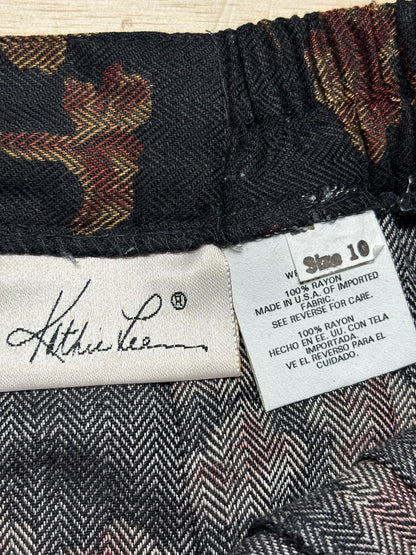 Kathie Lee ®
Size 10
100% RAYON
MADE IN U.S.A. OF IMPORTED
FABRIC.
SEE REVERSE FOR CARE.
100% RAYON
HECHO EN EE. UU. CON TELA
IMPORTADA.
VE EL REVERSO PARA EL
CUIDADO.